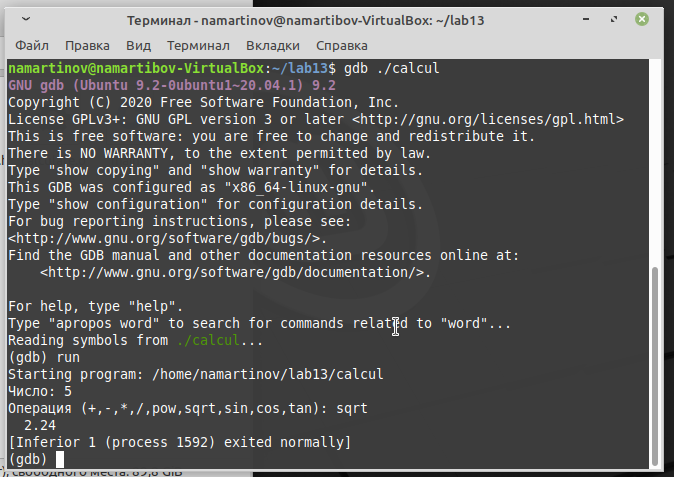 Терминал - namartinov@namartibov-VirtualBox: ~/lab13
Файл Правка Вид Терминал Вкладки Справка
namartinov@namartibov-VirtualBox:~/lab13$ gdb ./calcul
GNU gdb (Ubuntu 9.2-0ubuntu1~20.04.1) 9.2
Copyright (C) 2020 Free Software Foundation, Inc.
License GPLv3+: GNU GPL version 3 or later <http://gnu.org/licenses/gpl.html>
This is free software: you are free to change and redistribute it.
There is NO WARRANTY, to the extent permitted by law.
Type "show copying" and "show warranty" for details.
This GDB was configured as "x86_64-linux-gnu".
Type "show configuration" for configuration details.
For bug reporting instructions, please see:
<http://www.gnu.org/software/gdb/bugs/>.
Find the GDB manual and other documentation resources online at:
    <http://www.gnu.org/software/gdb/documentation/>.

For help, type "help".
Type "apropos word" to search for commands related to "word"...
Reading symbols from ./calcul...
(gdb) run
Starting program: /home/namartinov/lab13/calcul
Число: 5
Операция (+,-,*,/,pow,sqrt,sin,cos,tan): sqrt
  2.24
[Inferior 1 (process 1592) exited normally]
(gdb)
свободного места: 89,8 GiB